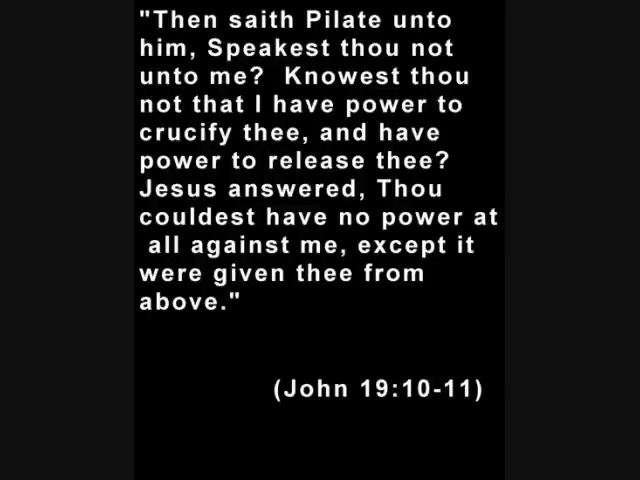 "Then saith Pilate unto
him, Speakest thou not
unto me?  Knowest thou
not that I have power to
crucify thee, and have
power to release thee?
Jesus answered, Thou
couldest have no power at
all against me, except it
were given thee from
above."
(John 19:10-11)